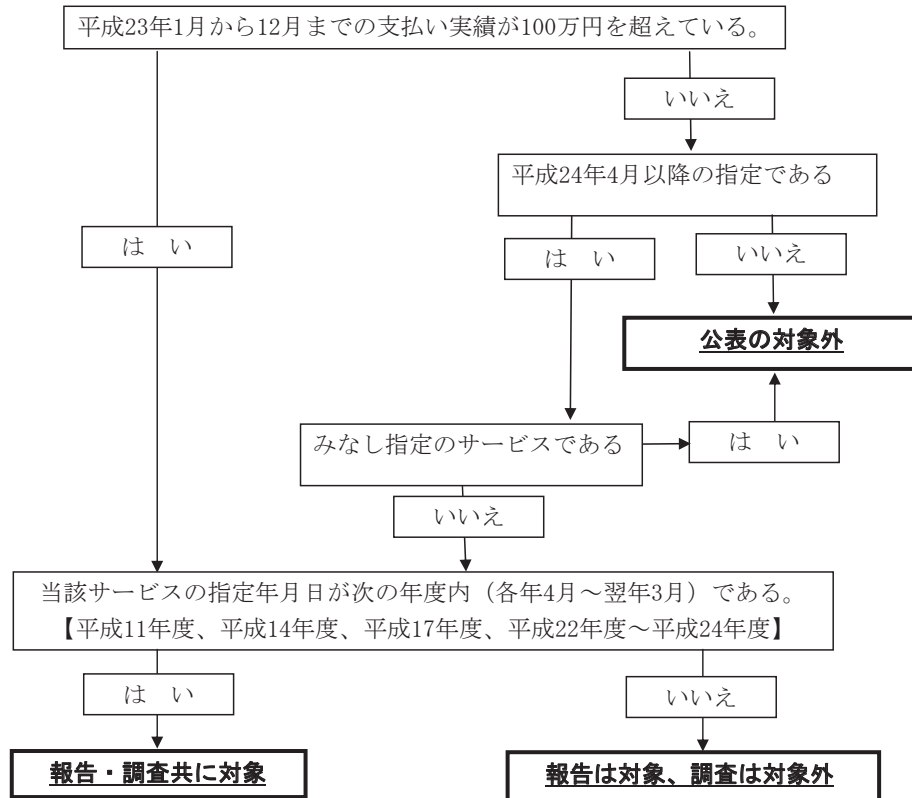 平成23年1月から12月までの支払い実績が100万円を超えている。
いいえ
平成24年4月以降の指定である
は い
は い
いいえ
公表の対象外
みなし指定のサービスである
は い
いいえ
当該サービスの指定年月日が次の年度内（各年4月～翌年3月）である。
【平成11年度、平成14年度、平成17年度、平成22年度～平成24年度】
は い
いいえ
報告・調査共に対象
報告は対象、調査は対象外